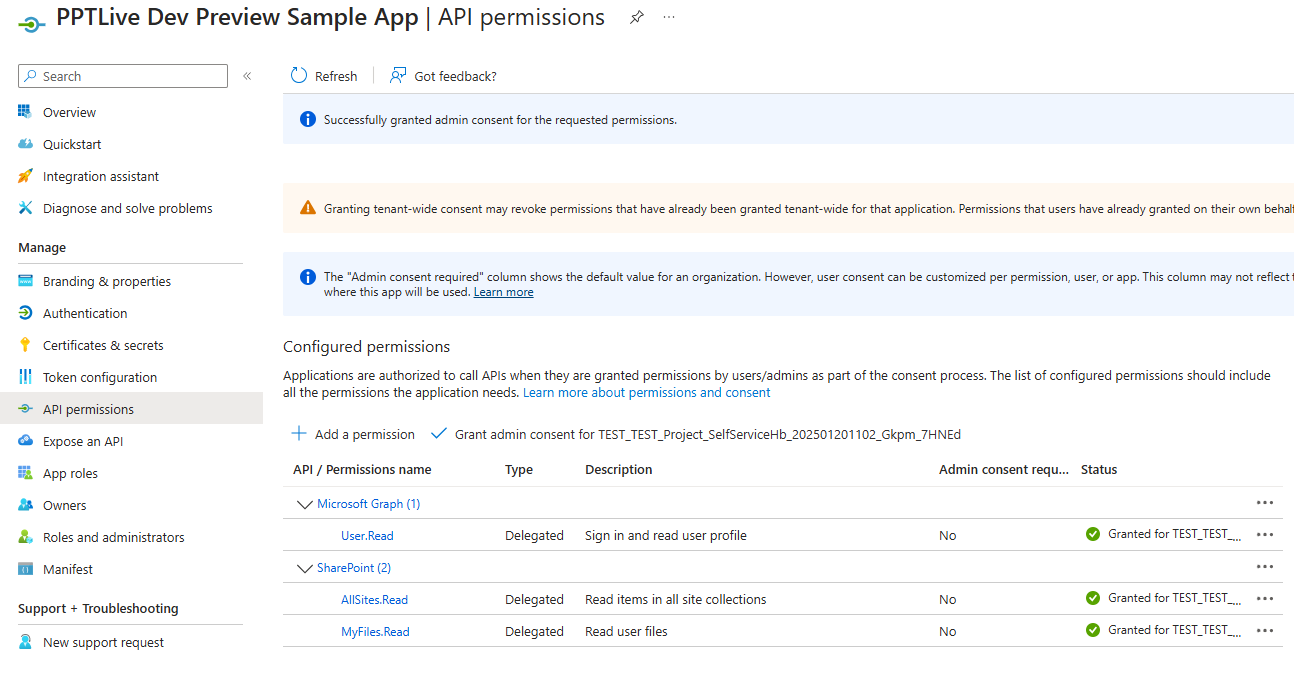 PPTLive Dev Preview Sample App | API permissions
Search
Overview
Quickstart
Integration assistant
Diagnose and solve problems
Manage
Branding & properties
Authentication
Certificates & secrets
Token configuration
API permissions
Expose an API
App roles
Owners
Roles and administrators
Manifest
Support + Troubleshooting
New support request
Refresh
Got feedback?
Successfully granted admin consent for the requested permissions.
Granting tenant-wide consent may revoke permissions that have already been granted tenant-wide for that application. Permissions that users have already granted on their own behalf
The "Admin consent required" column shows the default value for an organization. However, user consent can be customized per permission, user, or app. This column may not reflect t
where this app will be used. Learn more
Configured permissions
Applications are authorized to call APIs when they are granted permissions by users/admins as part of the consent process. The list of configured permissions should include
all the permissions the application needs. Learn more about permissions and consent
Add a permission
Grant admin consent for TEST_TEST_Project_SelfServiceHb_202501201102_Gkpm_7HNEd
API / Permissions name Type Description Admin consent requ... Status
Microsoft Graph (1)
User.Read Delegated Sign in and read user profile No Granted for TEST_TEST_...
SharePoint (2)
AllSites.Read Delegated Read items in all site collections No Granted for TEST_TEST_...
MyFiles.Read Delegated Read user files No Granted for TEST_TEST_...